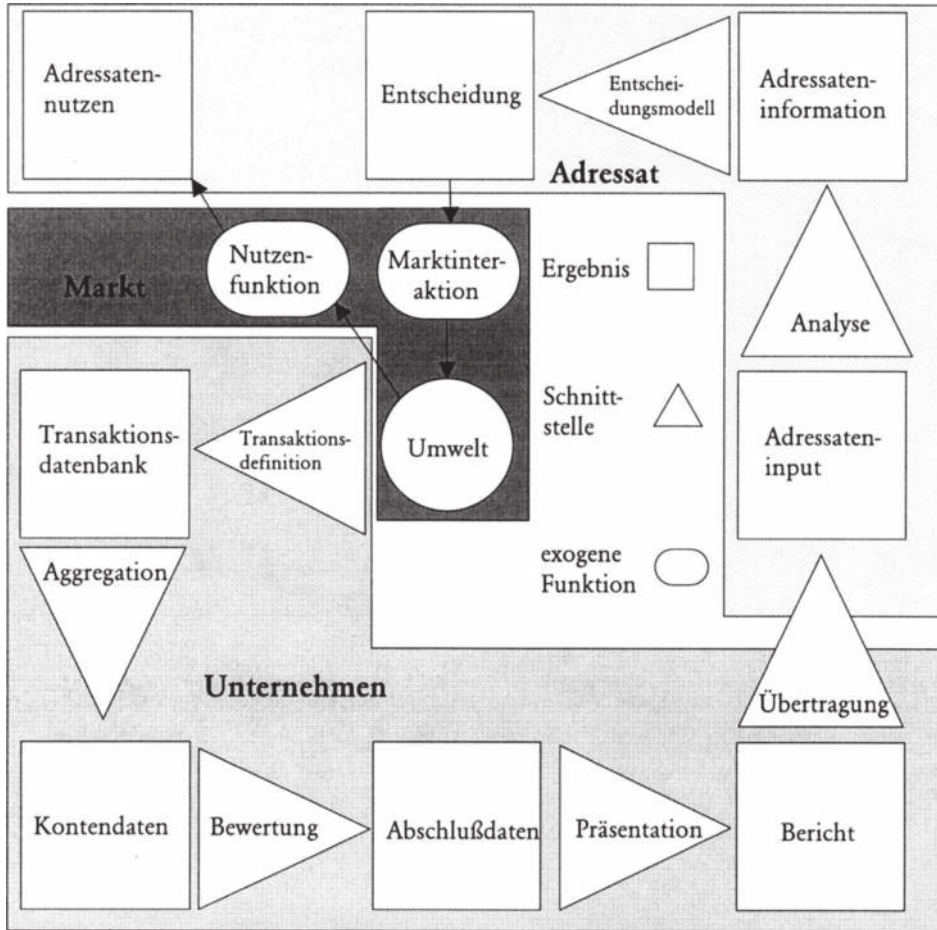 Adressaten-
nutzen
Entscheidung
Entschei-
dungsmodell
Adressaten-
information
Adressat
Markt
Nutzen-
funktion
Marktinter-
aktion
Ergebnis
Analyse
Transaktions-
datenbank
Transaktions-
definition
Umwelt
Schnitt-
stelle
Adressaten-
input
Aggregation
exogene
Funktion
Unternehmen
Übertragung
Kontendaten
Bewertung
Abschlußdaten
Präsentation
Bericht